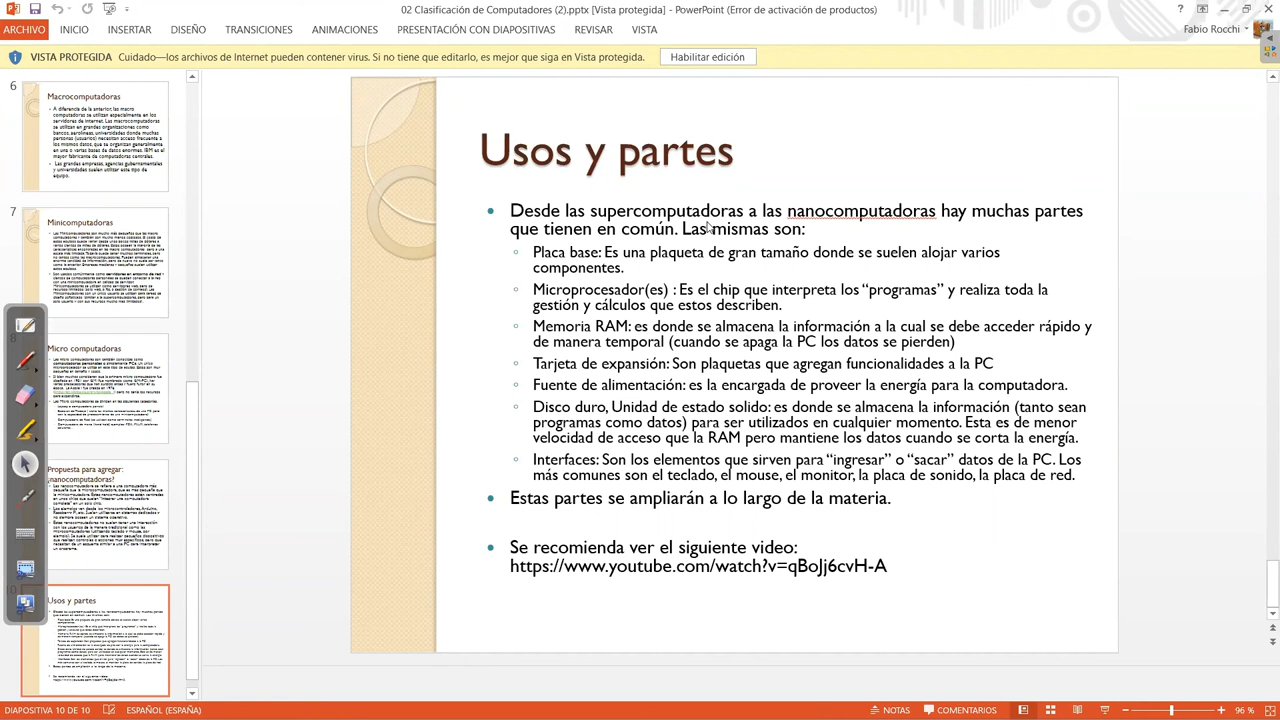 02 Clasificación de Computadores (2).pptx [Vista protegida] - PowerPoint (Error de activación de productos)
ARCHIVO INICIO INSERTAR DISEÑO TRANSICIONES ANIMACIONES PRESENTACIÓN CON DIAPOSITIVAS REVISAR VISTA
Fabio Rocchi
VISTA PROTEGIDA Cuidado—los archivos de Internet pueden contener virus. Si no tiene que editarlo, es mejor que siga en Vista protegida. Habilitar edición
6
Macrocomputadoras
A diferencia de la anterior, las macro
computadoras se utilizan especialmente en los
servidores de internet. Las macrocomputadoras
se utilizan en grandes organizaciones como
bancos, aerolíneas, universidades donde muchas
personas (usuarios) necesitan acceso frecuente
a los mismos datos, que se organizan generalmente
en una o varias bases de datos enormes. IBM es el
mayor fabricante de computadoras centrales.
Las grandes empresas, agencias gubernamentales
y universidades suelen utilizar este tipo de
equipo.
7
Minicomputadoras
8
Micro computadoras
Propuesta para agregar:
¿nanocomputadoras?
10
Usos y partes
Usos y partes
Desde las supercomputadoras a las nanocomputadoras hay muchas partes
que tienen en común. Las mismas son:
Placa base: Es una plaqueta de gran tamaño donde se suelen alojar varios
componentes.
Microprocesador(es) : Es el chip que interpreta los “programas” y realiza toda la
gestión y cálculos que estos describen.
Memoria RAM: es donde se almacena la información a la cual se debe acceder rápido y
de manera temporal (cuando se apaga la PC los datos se pierden)
Tarjeta de expansión: Son plaquetas que agregan funcionalidades a la PC
Fuente de alimentación: es la encargada de proveer la energía para la computadora.
Disco duro, Unidad de estado solido: es donde se almacena la información (tanto sean
programas como datos) para ser utilizados en cualquier momento. Esta es de menor
velocidad de acceso que la RAM pero mantiene los datos cuando se corta la energía.
Interfaces: Son los elementos que sirven para “ingresar” o “sacar” datos de la PC. Los
más comunes son el teclado, el mouse, el monitor, la placa de sonido, la placa de red.
Estas partes se ampliarán a lo largo de la materia.
Se recomienda ver el siguiente video:
https://www.youtube.com/watch?v=qBoJj6cvH-A
DIAPOSITIVA 10 DE 10 ESPAÑOL (ESPAÑA) NOTAS COMENTARIOS 96 %